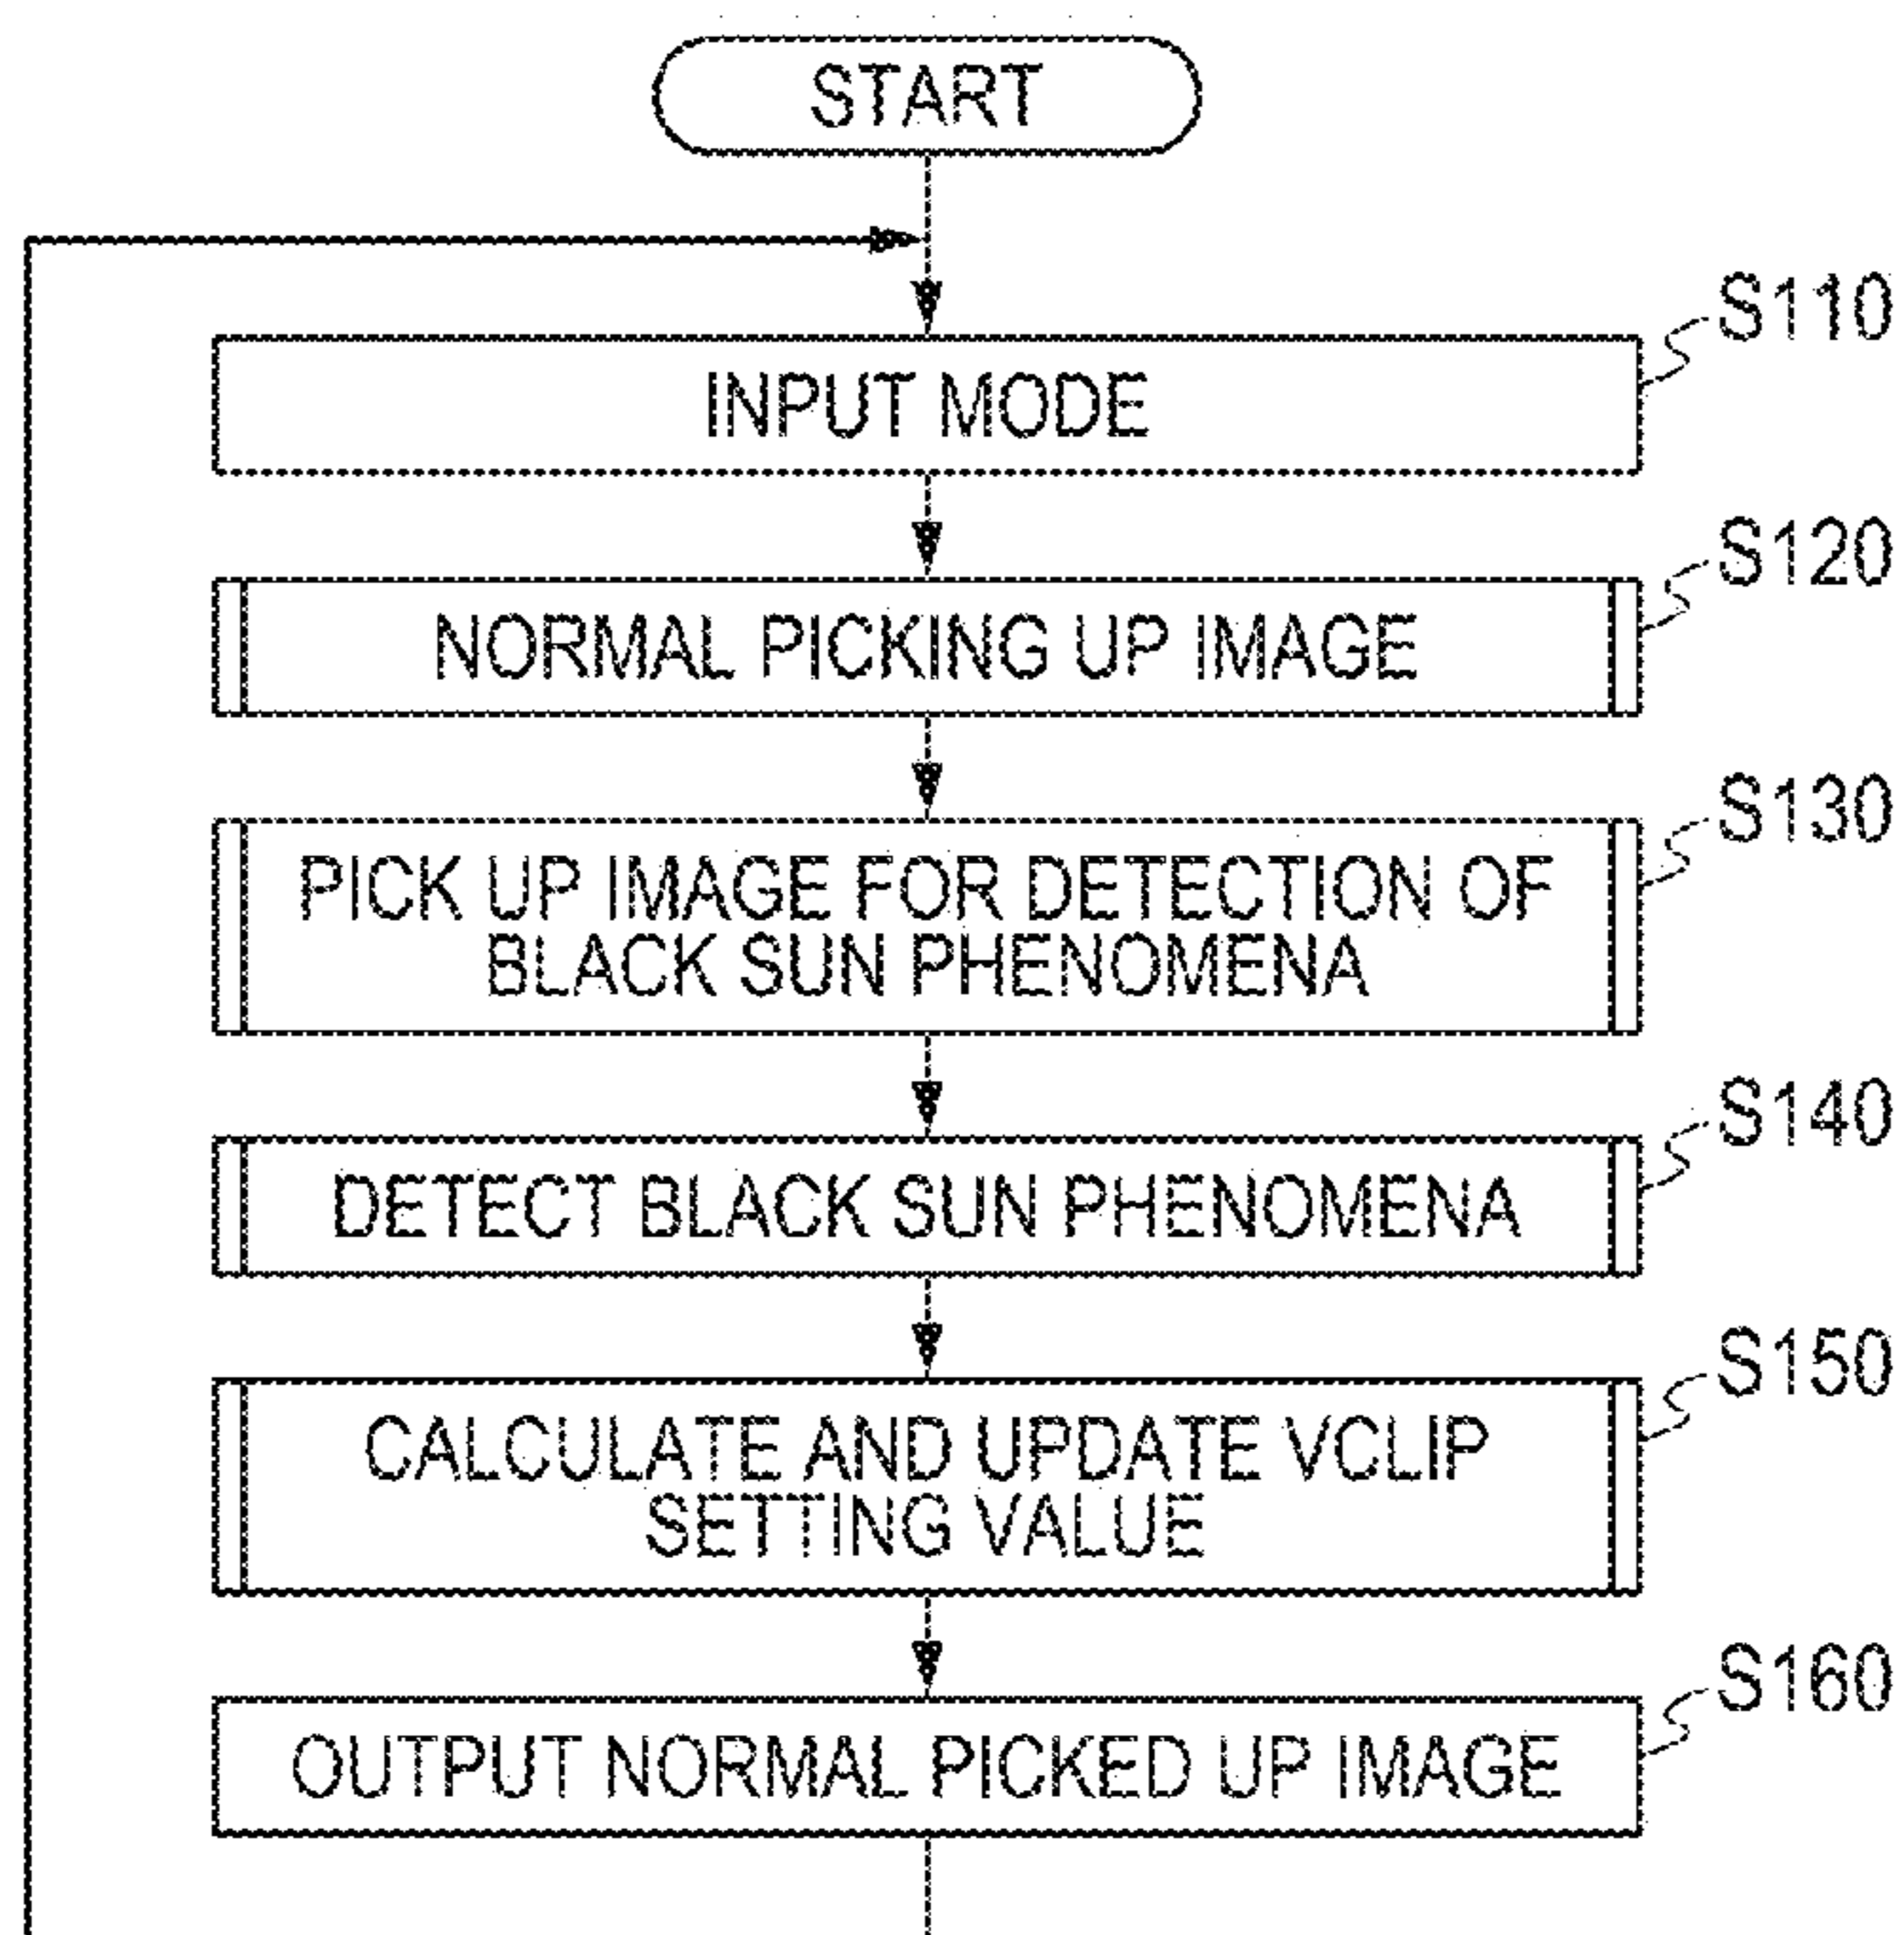 START
S110
INPUT MODE
S120
NORMAL PICKING UP IMAGE
S130
PICK UP IMAGE FOR DETECTION OF
BLACK SUN PHENOMENA
S140
DETECT BLACK SUN PHENOMENA
S150
CALCULATE AND UPDATE VCLIP
SETTING VALUE
S160
OUTPUT NORMAL PICKED UP IMAGE